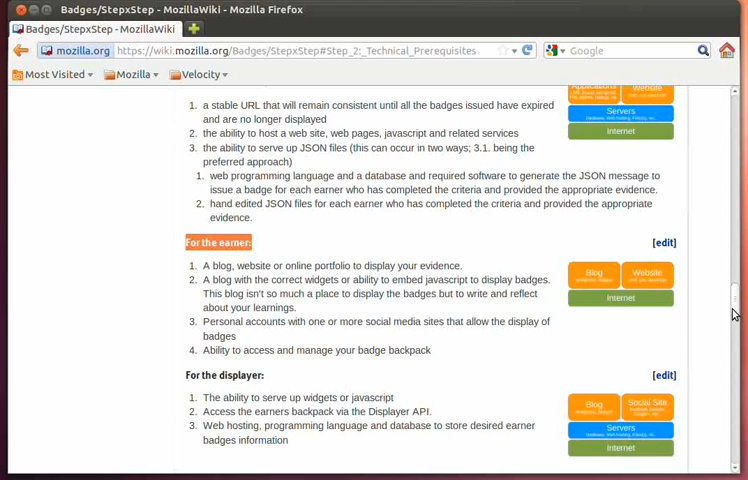 Badges/StepxStep - MozillaWiki - Mozilla Firefox
Badges/StepxStep - MozillaWiki
mozilla.org
https://wiki.mozilla.org/Badges/StepxStep#Step_2:_Technical_Prerequisites
Google
Most Visited
Mozilla
Velocity
Applications
Website
Servers
Internet
1. a stable URL that will remain consistent until all the badges issued have expired
and are no longer displayed
2. the ability to host a web site, web pages, javascript and related services
3. the ability to serve up JSON files (this can occur in two ways; 3.1. being the
preferred approach)
1. web programming language and a database and required software to generate the JSON message to
issue a badge for each earner who has completed the criteria and provided the appropriate evidence.
2. hand edited JSON files for each earner who has completed the criteria and provided the appropriate
evidence.
For the earner:
[edit]
1. A blog, website or online portfolio to display your evidence.
2. A blog with the correct widgets or ability to embed javascript to display badges.
This blog isn't so much a place to display the badges but to write and reflect
about your learnings.
3. Personal accounts with one or more social media sites that allow the display of
badges
4. Ability to access and manage your badge backpack
Blog
Website
Internet
For the displayer:
[edit]
1. The ability to serve up widgets or javascript
2. Access the earners backpack via the Displayer API.
3. Web hosting, programming language and database to store desired earner
badges information
Blog
Social Site
Servers
Internet